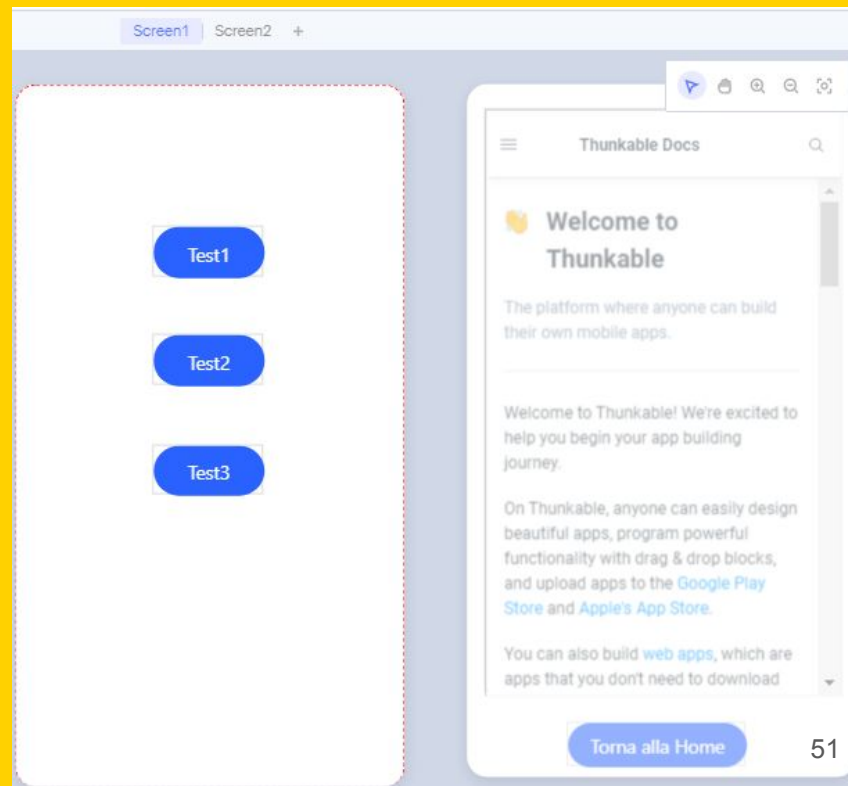 Screen1 Screen2 +
Test1
Test2
Test3
Thunkable Docs
👋 Welcome to
Thunkable
The platform where anyone can build
their own mobile apps.
Welcome to Thunkable! We're excited to
help you begin your app building
journey.
On Thunkable, anyone can easily design
beautiful apps, program powerful
functionality with drag & drop blocks,
and upload apps to the Google Play
Store and Apple's App Store.
You can also build web apps, which are
apps that you don't need to download
Torna alla Home
51